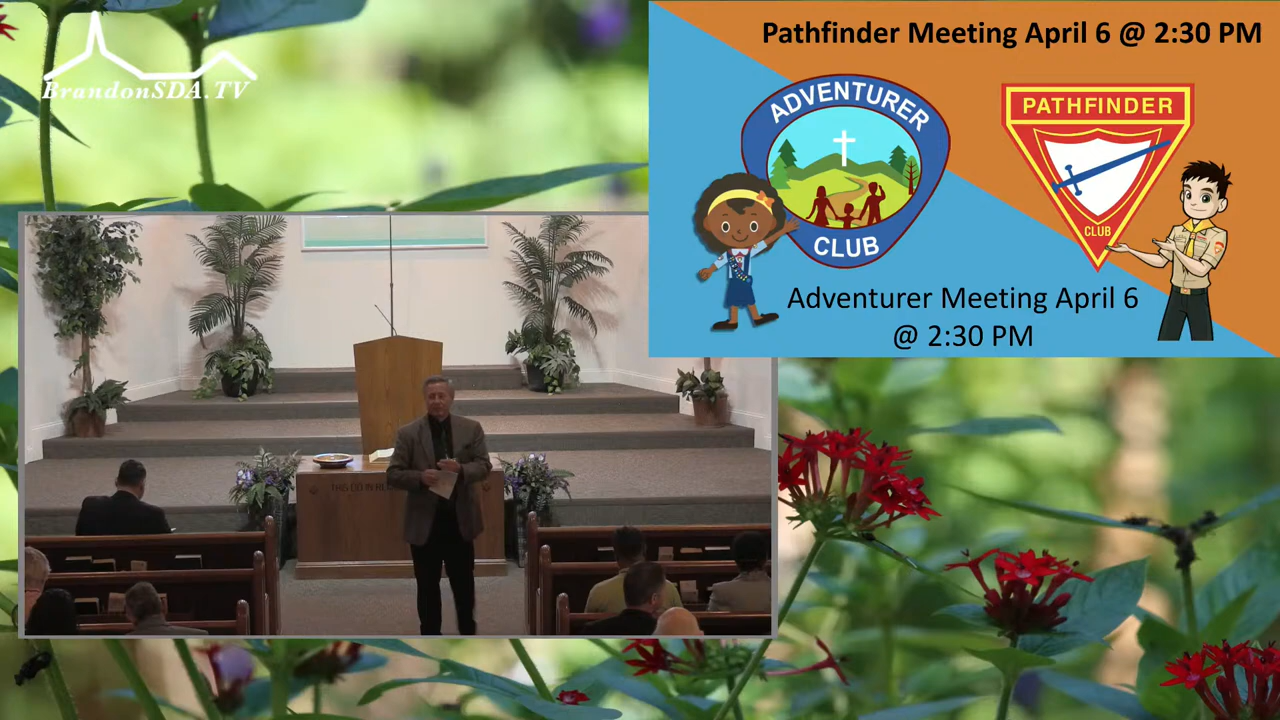 BrandonSDA.TV
Pathfinder Meeting April 6 @ 2:30 PM
ADVENTURER
CLUB
PATHFINDER
CLUB
Adventurer Meeting April 6
@ 2:30 PM